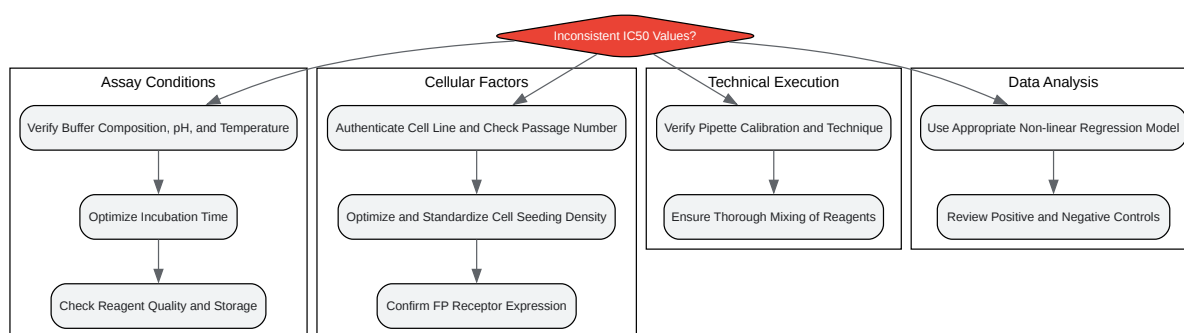 Inconsistent IC50 Values?
Assay Conditions
Verify Buffer Composition, pH, and Temperature
Optimize Incubation Time
Check Reagent Quality and Storage
Cellular Factors
Authenticate Cell Line and Check Passage Number
Optimize and Standardize Cell Seeding Density
Confirm FP Receptor Expression
Technical Execution
Verify Pipette Calibration and Technique
Ensure Thorough Mixing of Reagents
Data Analysis
Use Appropriate Non-linear Regression Model
Review Positive and Negative Controls